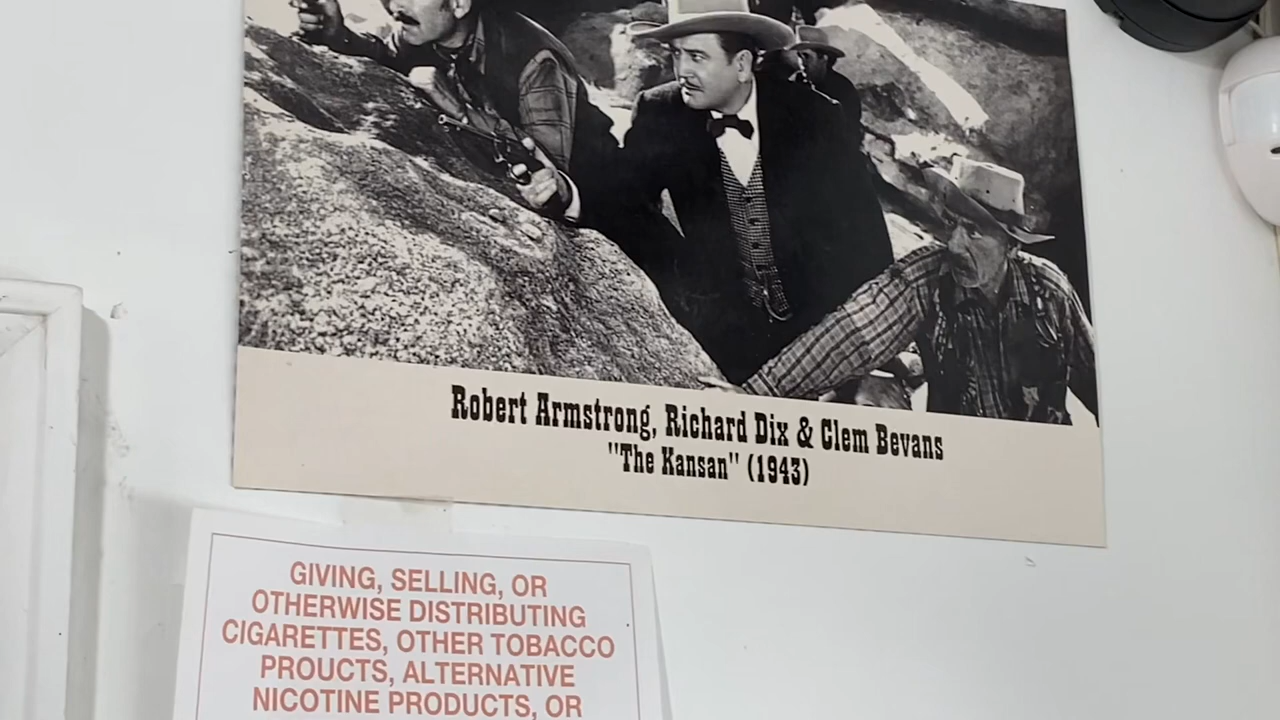 Robert Armstrong, Richard Dix & Clem Bevans
"The Kansan" (1943)
GIVING, SELLING, OR
OTHERWISE DISTRIBUTING
CIGARETTES, OTHER TOBACCO
PROUCTS, ALTERNATIVE
NICOTINE PRODUCTS, OR